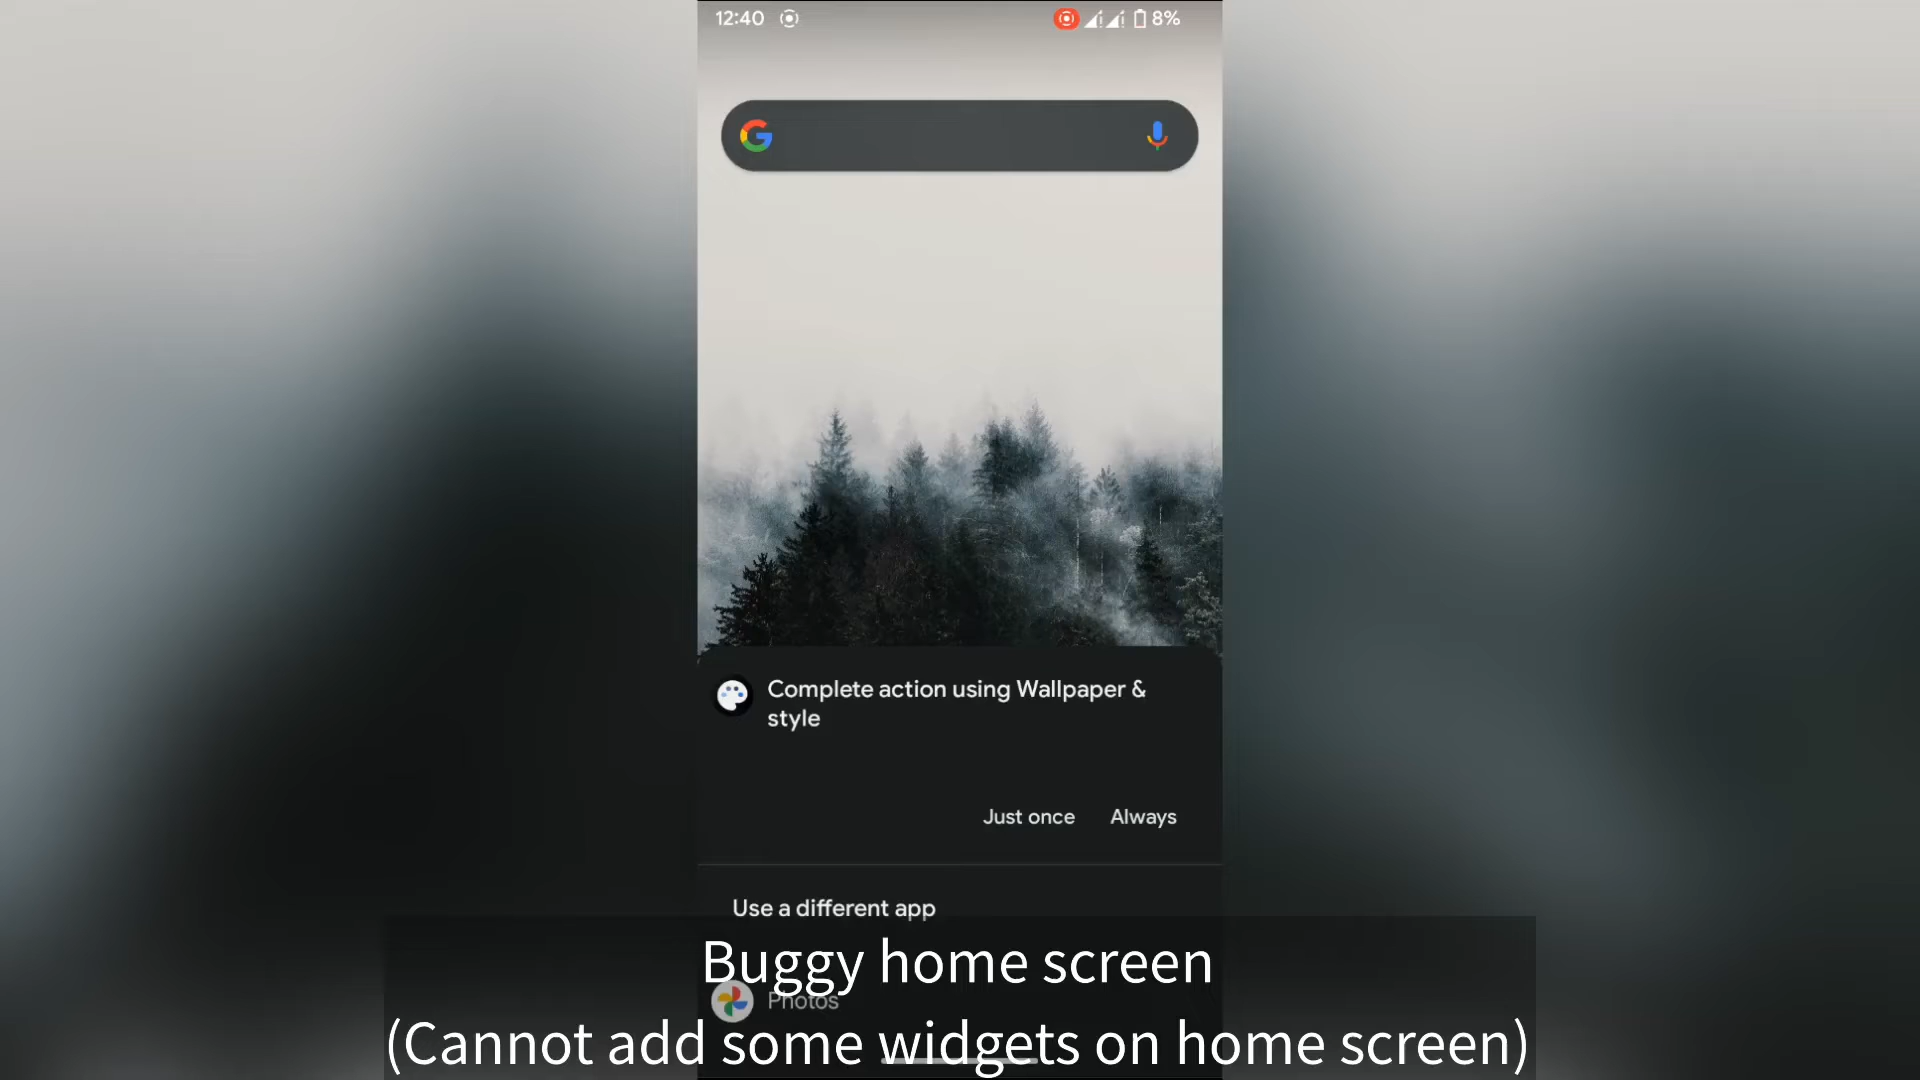 12:40 8%
Complete action using Wallpaper &
style
Just once Always
Use a different app
Buggy home screen
Photos
(Cannot add some widgets on home screen)